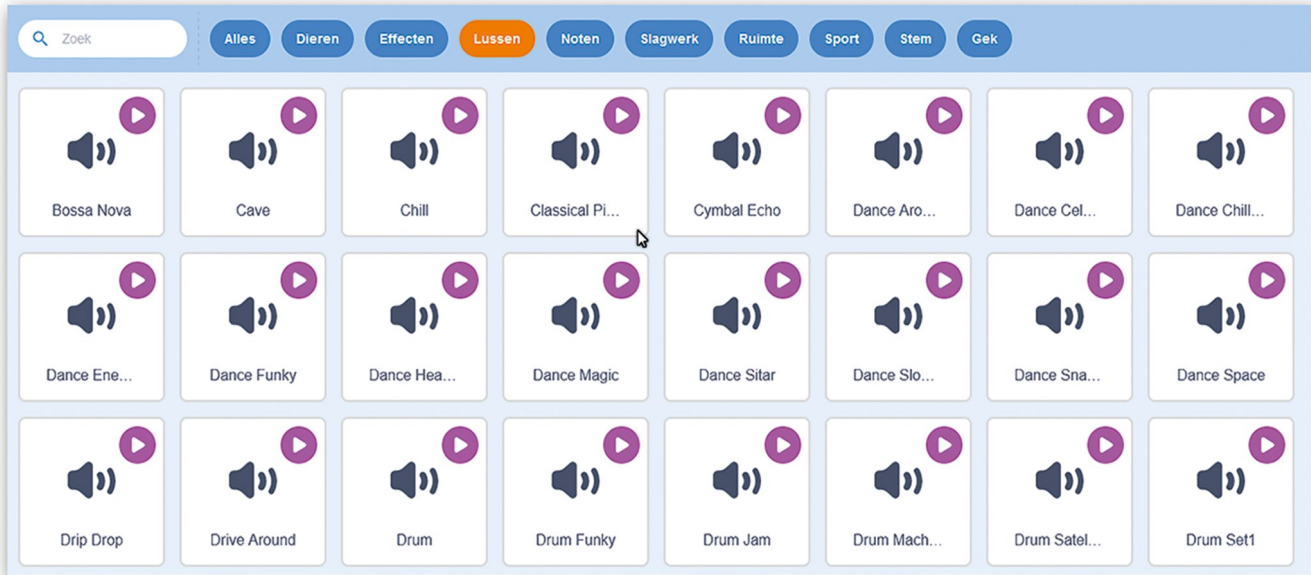 Zoek Alles Dieren Effecten Lussen Noten Slagwerk Ruimte Sport Stem Gek
Bossa Nova Cave Chill Classical Pi... Cymbal Echo Dance Aro... Dance Cel... Dance Chill...
Dance Ene... Dance Funky Dance Hea... Dance Magic Dance Sitar Dance Slo... Dance Sna... Dance Space
Drip Drop Drive Around Drum Drum Funky Drum Jam Drum Mach... Drum Satel... Drum Set1